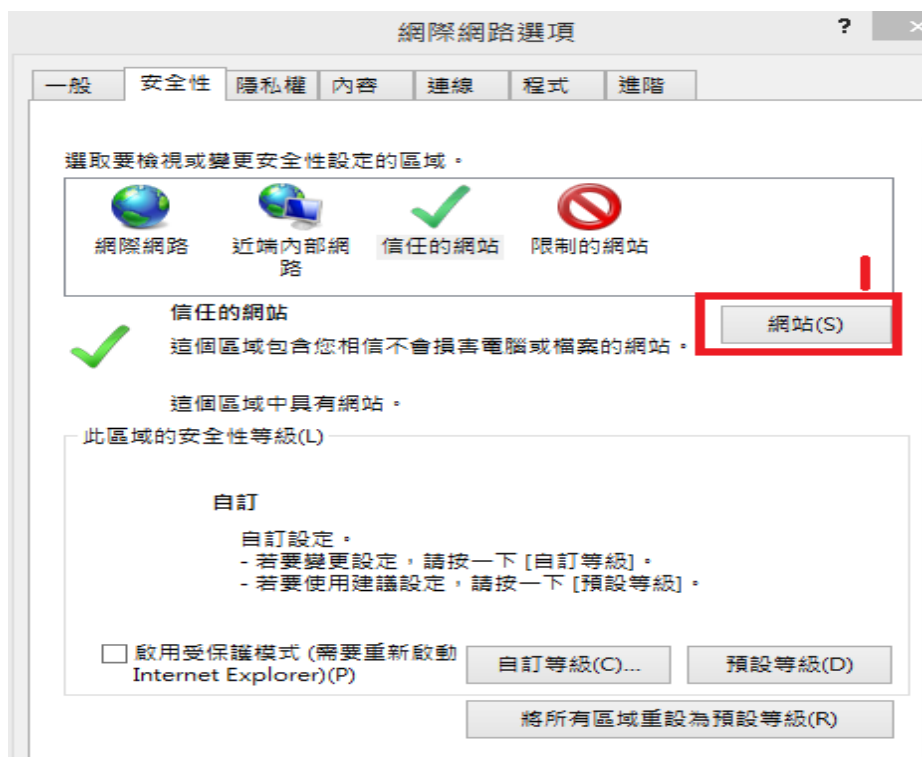 網際網路選項 ?
一般 安全性 隱私權 內容 連線 程式 進階
選取要檢視或變更安全性設定的區域。
網際網路 近端內部網路 信任的網站 限制的網站
信任的網站
網站(S)
這個區域包含您相信不會損害電腦或檔案的網站。
這個區域中具有網站。
此區域的安全性等級(L)
自訂
自訂設定。
- 若要變更設定，請按一下 [自訂等級]。
- 若要使用建議設定，請按一下 [預設等級]。
啟用受保護模式 (需要重新啟動
Internet Explorer)(P)
自訂等級(C)... 預設等級(D)
將所有區域重設為預設等級(R)